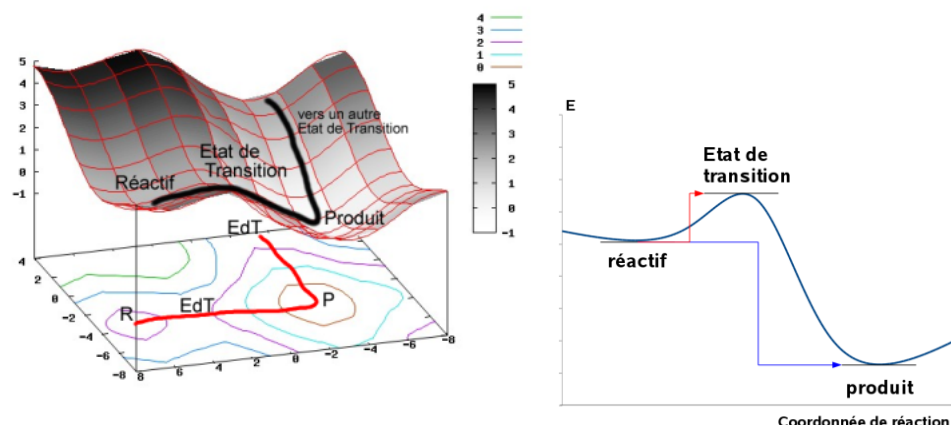 4
3
2
1
0
5
4
3
2
1
0
-1
5
4
3
2
1
0
-1
vers un autre
Etat de Transition
Etat de
Transition
Réactif
Produit
EdT
4
2
0
-2
-4
-6
-8
R
EdT
P
8
6
4
2
0
-2
-4
-6
-8
E
Etat de
transition
réactif
produit
Coordonnée de réaction